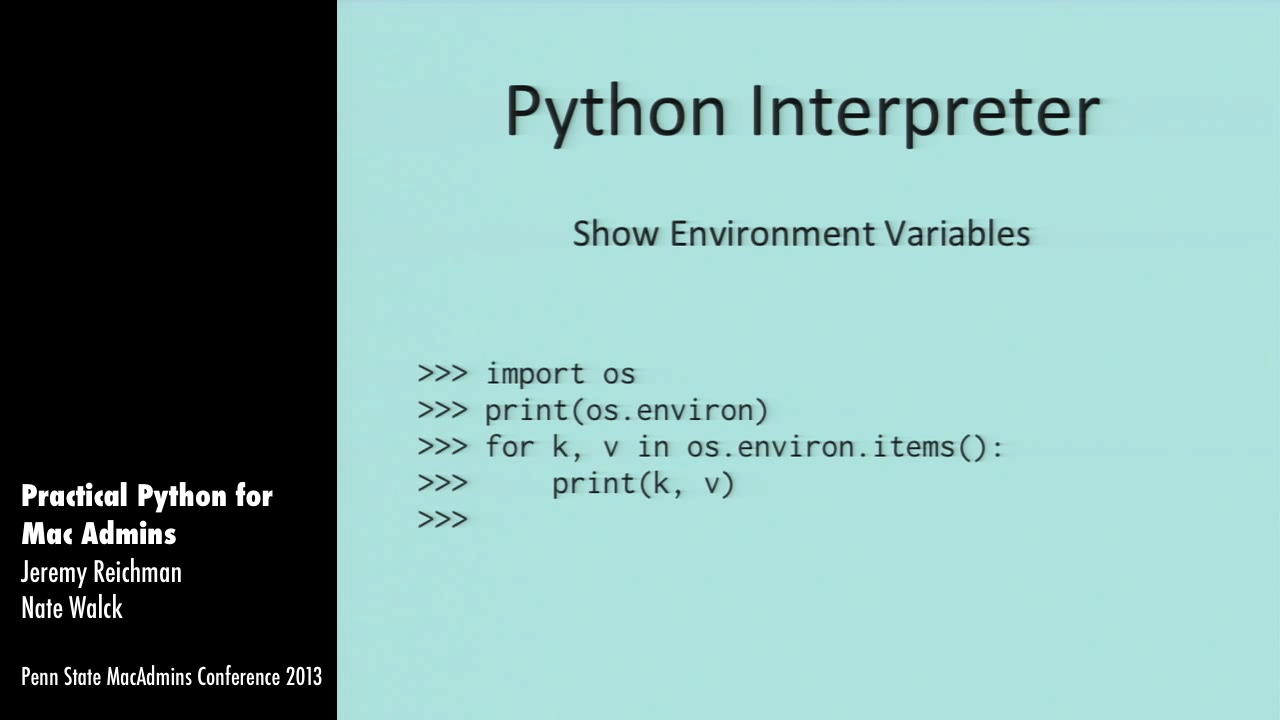 Python Interpreter
Show Environment Variables
>>> import os
>>> print(os.environ)
>>> for k, v in os.environ.items():
>>>     print(k, v)
>>>
Practical Python for
Mac Admins
Jeremy Reichman
Nate Walck
Penn State MacAdmins Conference 2013